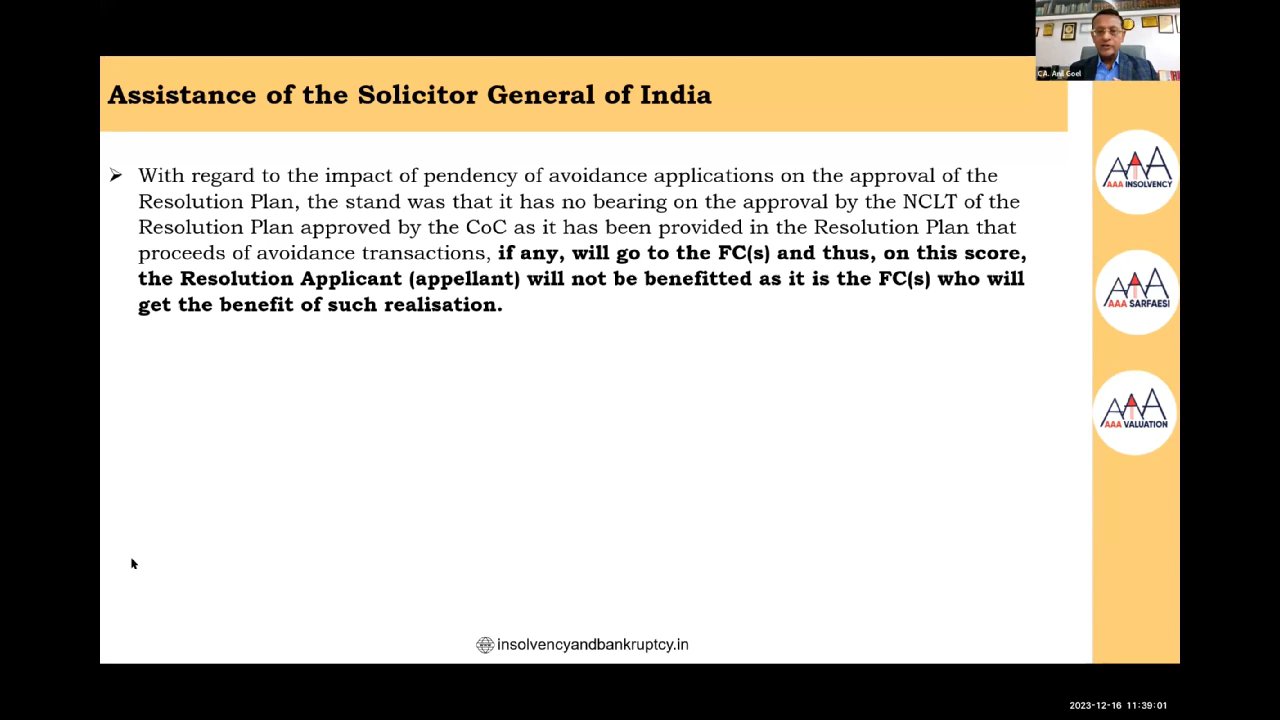 CA. Anil Goel
Assistance of the Solicitor General of India
➢ With regard to the impact of pendency of avoidance applications on the approval of the
Resolution Plan, the stand was that it has no bearing on the approval by the NCLT of the
Resolution Plan approved by the CoC as it has been provided in the Resolution Plan that
proceeds of avoidance transactions, if any, will go to the FC(s) and thus, on this score,
the Resolution Applicant (appellant) will not be benefitted as it is the FC(s) who will
get the benefit of such realisation.
AAA INSOLVENCY
AAA SARFAESI
AAA VALUATION
insolvencyandbankruptcy.in
2023-12-16 11:39:01